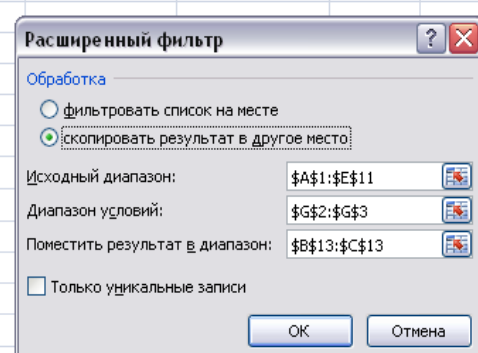 Расширенный фильтр
Обработка
фильтровать список на месте
скопировать результат в другое место
Исходный диапазон: $A$1:$E$11
Диапазон условий: $G$2:$G$3
Поместить результат в диапазон: $B$13:$C$13
Только уникальные записи
ОК Отмена